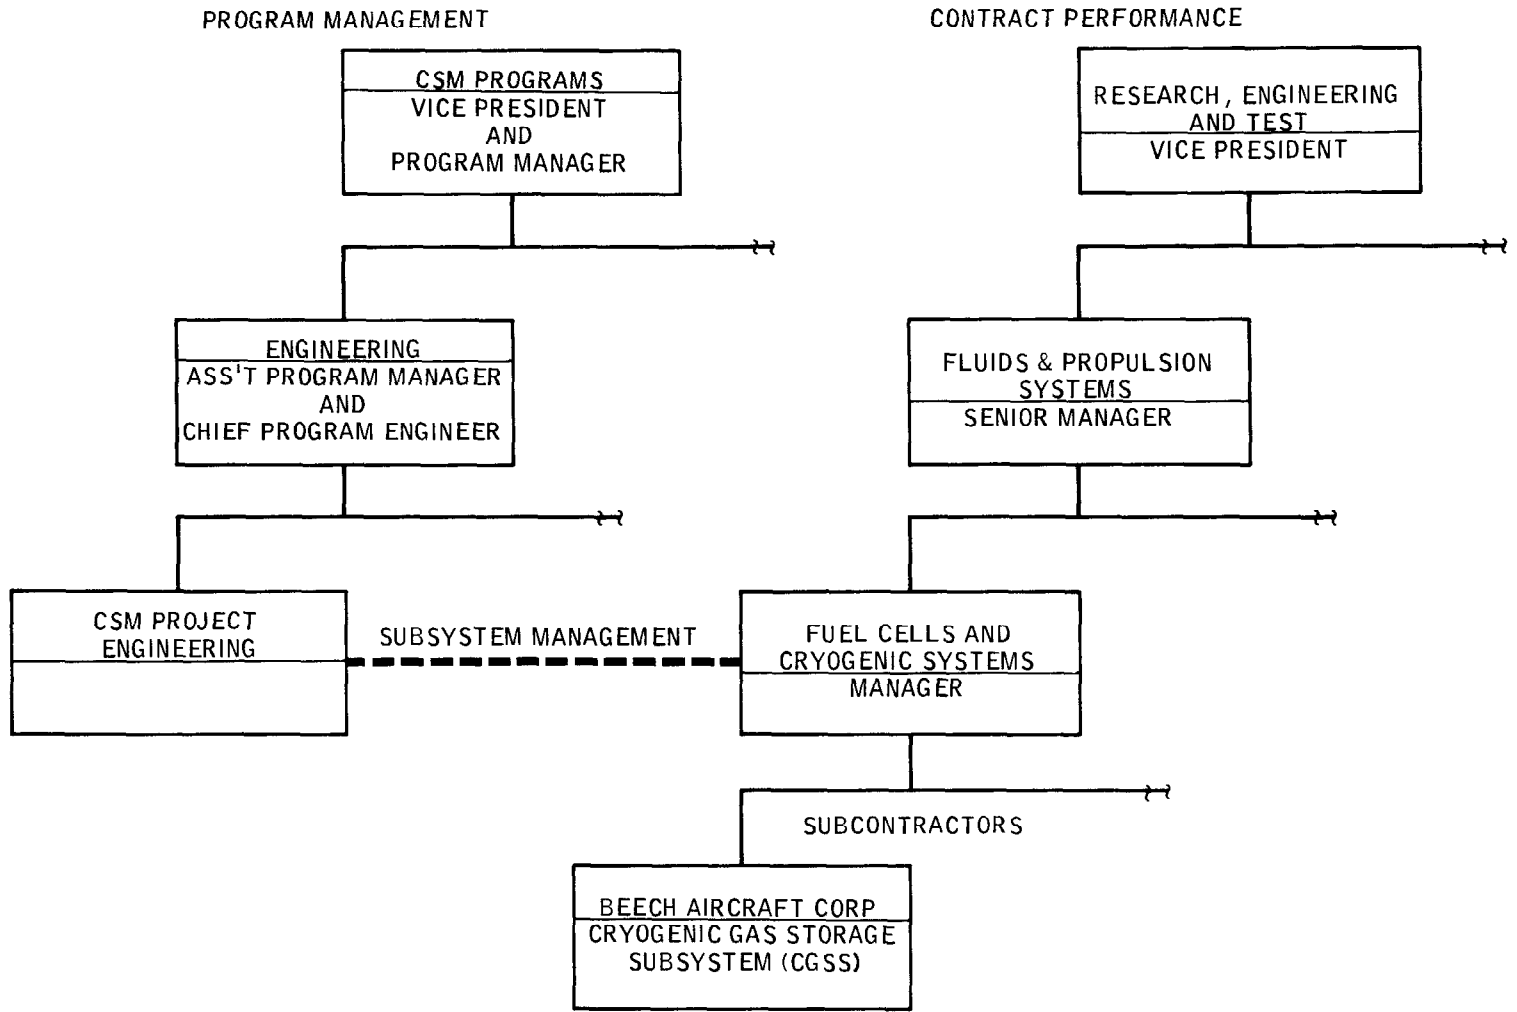 PROGRAM MANAGEMENT
CSM PROGRAMS
VICE PRESIDENT
AND
PROGRAM MANAGER
ENGINEERING
ASS'T PROGRAM MANAGER
AND
CHIEF PROGRAM ENGINEER
CSM PROJECT
ENGINEERING
SUBSYSTEM MANAGEMENT
CONTRACT PERFORMANCE
RESEARCH, ENGINEERING
AND TEST
VICE PRESIDENT
FLUIDS & PROPULSION
SYSTEMS
SENIOR MANAGER
FUEL CELLS AND
CRYOGENIC SYSTEMS
MANAGER
SUBCONTRACTORS
BEECH AIRCRAFT CORP
CRYOGENIC GAS STORAGE
SUBSYSTEM (CGSS)